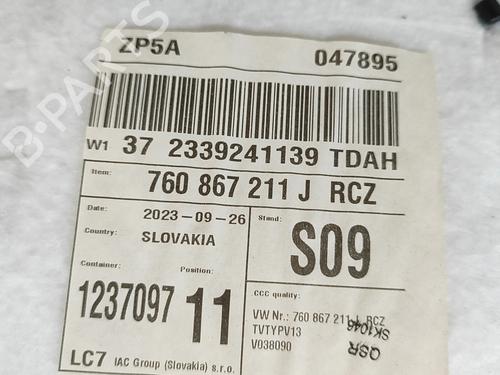 ZP5A 047895
W1 37 2339241139 TDAH
Item: 760 867 211 J RCZ
Date: 2023-09-26
Country: SLOVAKIA
Stand: S09
Container: 1237097
Position: 11
CCC quality:
VW Nr.: 760 867 211 J RCZ
TVTYPV13
V038090
QSR
SK1046
LC7 IAC Group (Slovakia) s.r.o.
B-PARTS